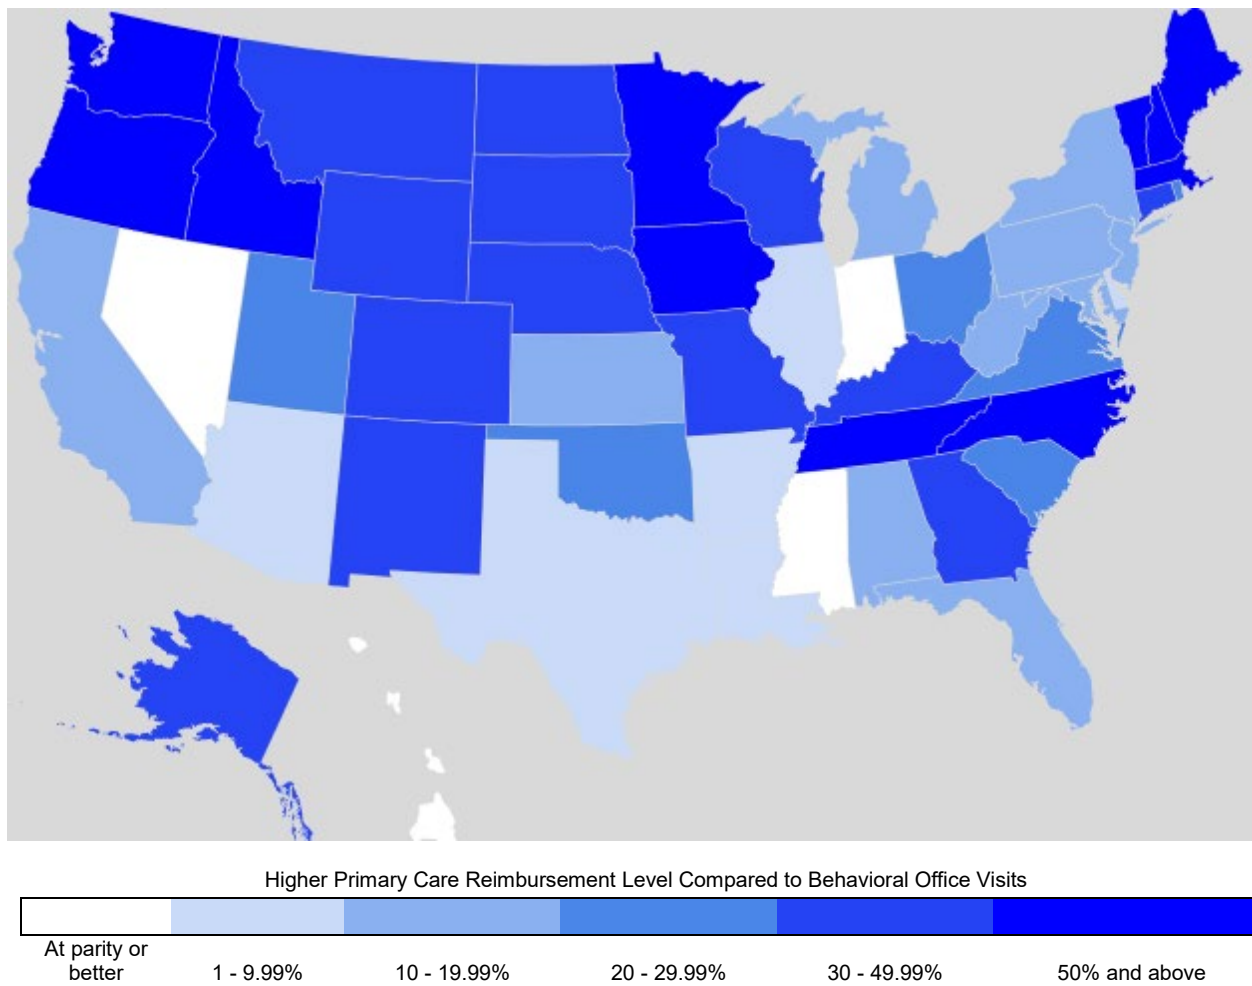 Higher Primary Care Reimbursement Level Compared to Behavioral Office Visits
At parity or
better
1 - 9.99%
10 - 19.99%
20 - 29.99%
30 - 49.99%
50% and above